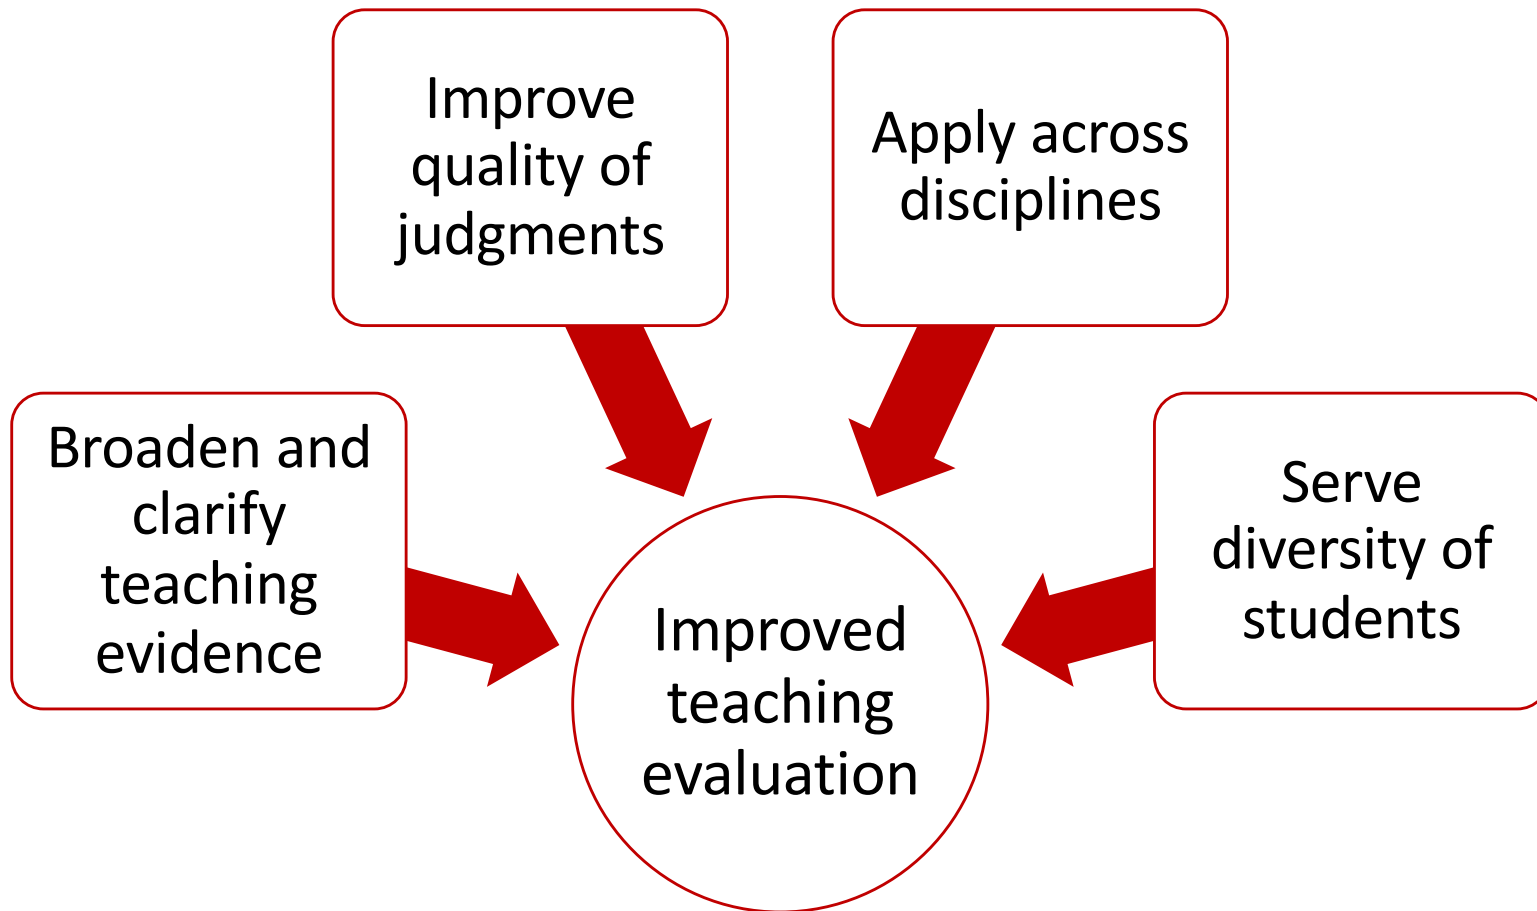 Improve
quality of
judgments
Apply across
disciplines
Broaden and
clarify
teaching
evidence
Serve
diversity of
students
Improved
teaching
evaluation